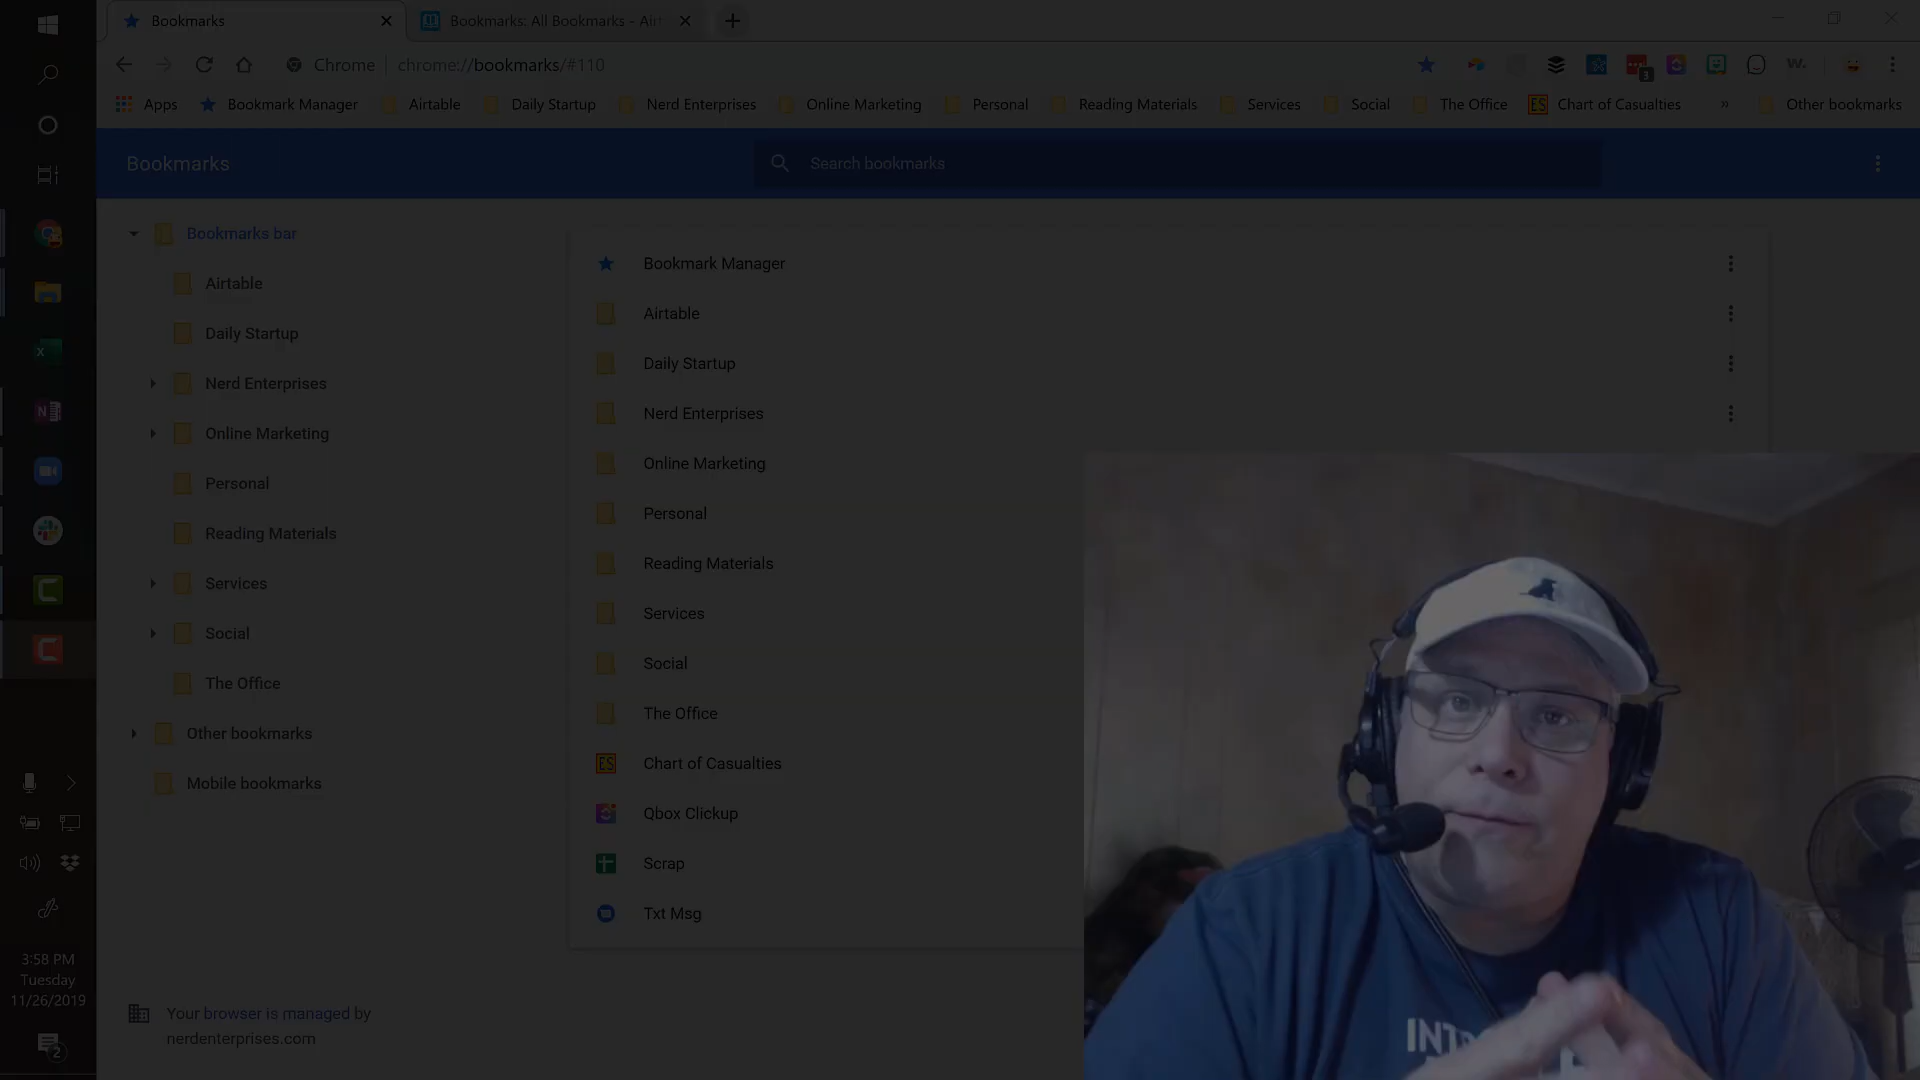 Bookmarks
Bookmarks: All Bookmarks - Air
Chrome
chrome://bookmarks/#110
3
Apps
Bookmark Manager
Airtable
Daily Startup
Nerd Enterprises
Online Marketing
Personal
Reading Materials
Services
Social
The Office
ES
Chart of Casualties
»
Other bookmarks
Bookmarks
Search bookmarks
Bookmarks bar
Airtable
Daily Startup
Nerd Enterprises
Online Marketing
Personal
Reading Materials
Services
Social
The Office
Other bookmarks
Mobile bookmarks
Your browser is managed by
nerdenterprises.com
Bookmark Manager
Airtable
Daily Startup
Nerd Enterprises
Online Marketing
Personal
Reading Materials
Services
Social
The Office
ES
Chart of Casualties
Qbox Clickup
Scrap
Txt Msg
3:58 PM
Tuesday
11/26/2019
2